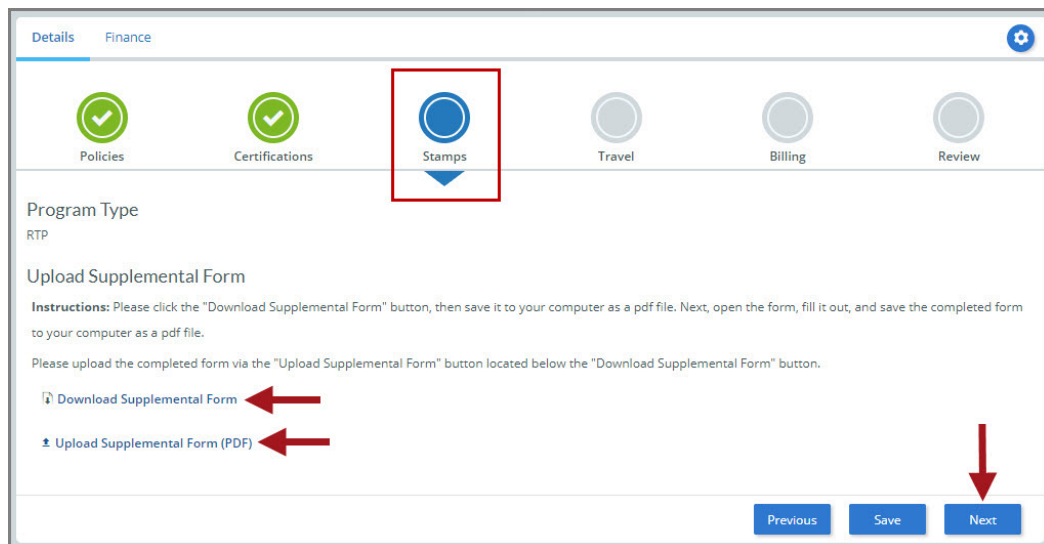 Details Finance
Policies Certifications Stamps Travel Billing Review
Program Type
RTP
Upload Supplemental Form
Instructions: Please click the "Download Supplemental Form" button, then save it to your computer as a pdf file. Next, open the form, fill it out, and save the completed form
to your computer as a pdf file.
Please upload the completed form via the "Upload Supplemental Form" button located below the "Download Supplemental Form" button.
Download Supplemental Form
Upload Supplemental Form (PDF)
Previous Save Next